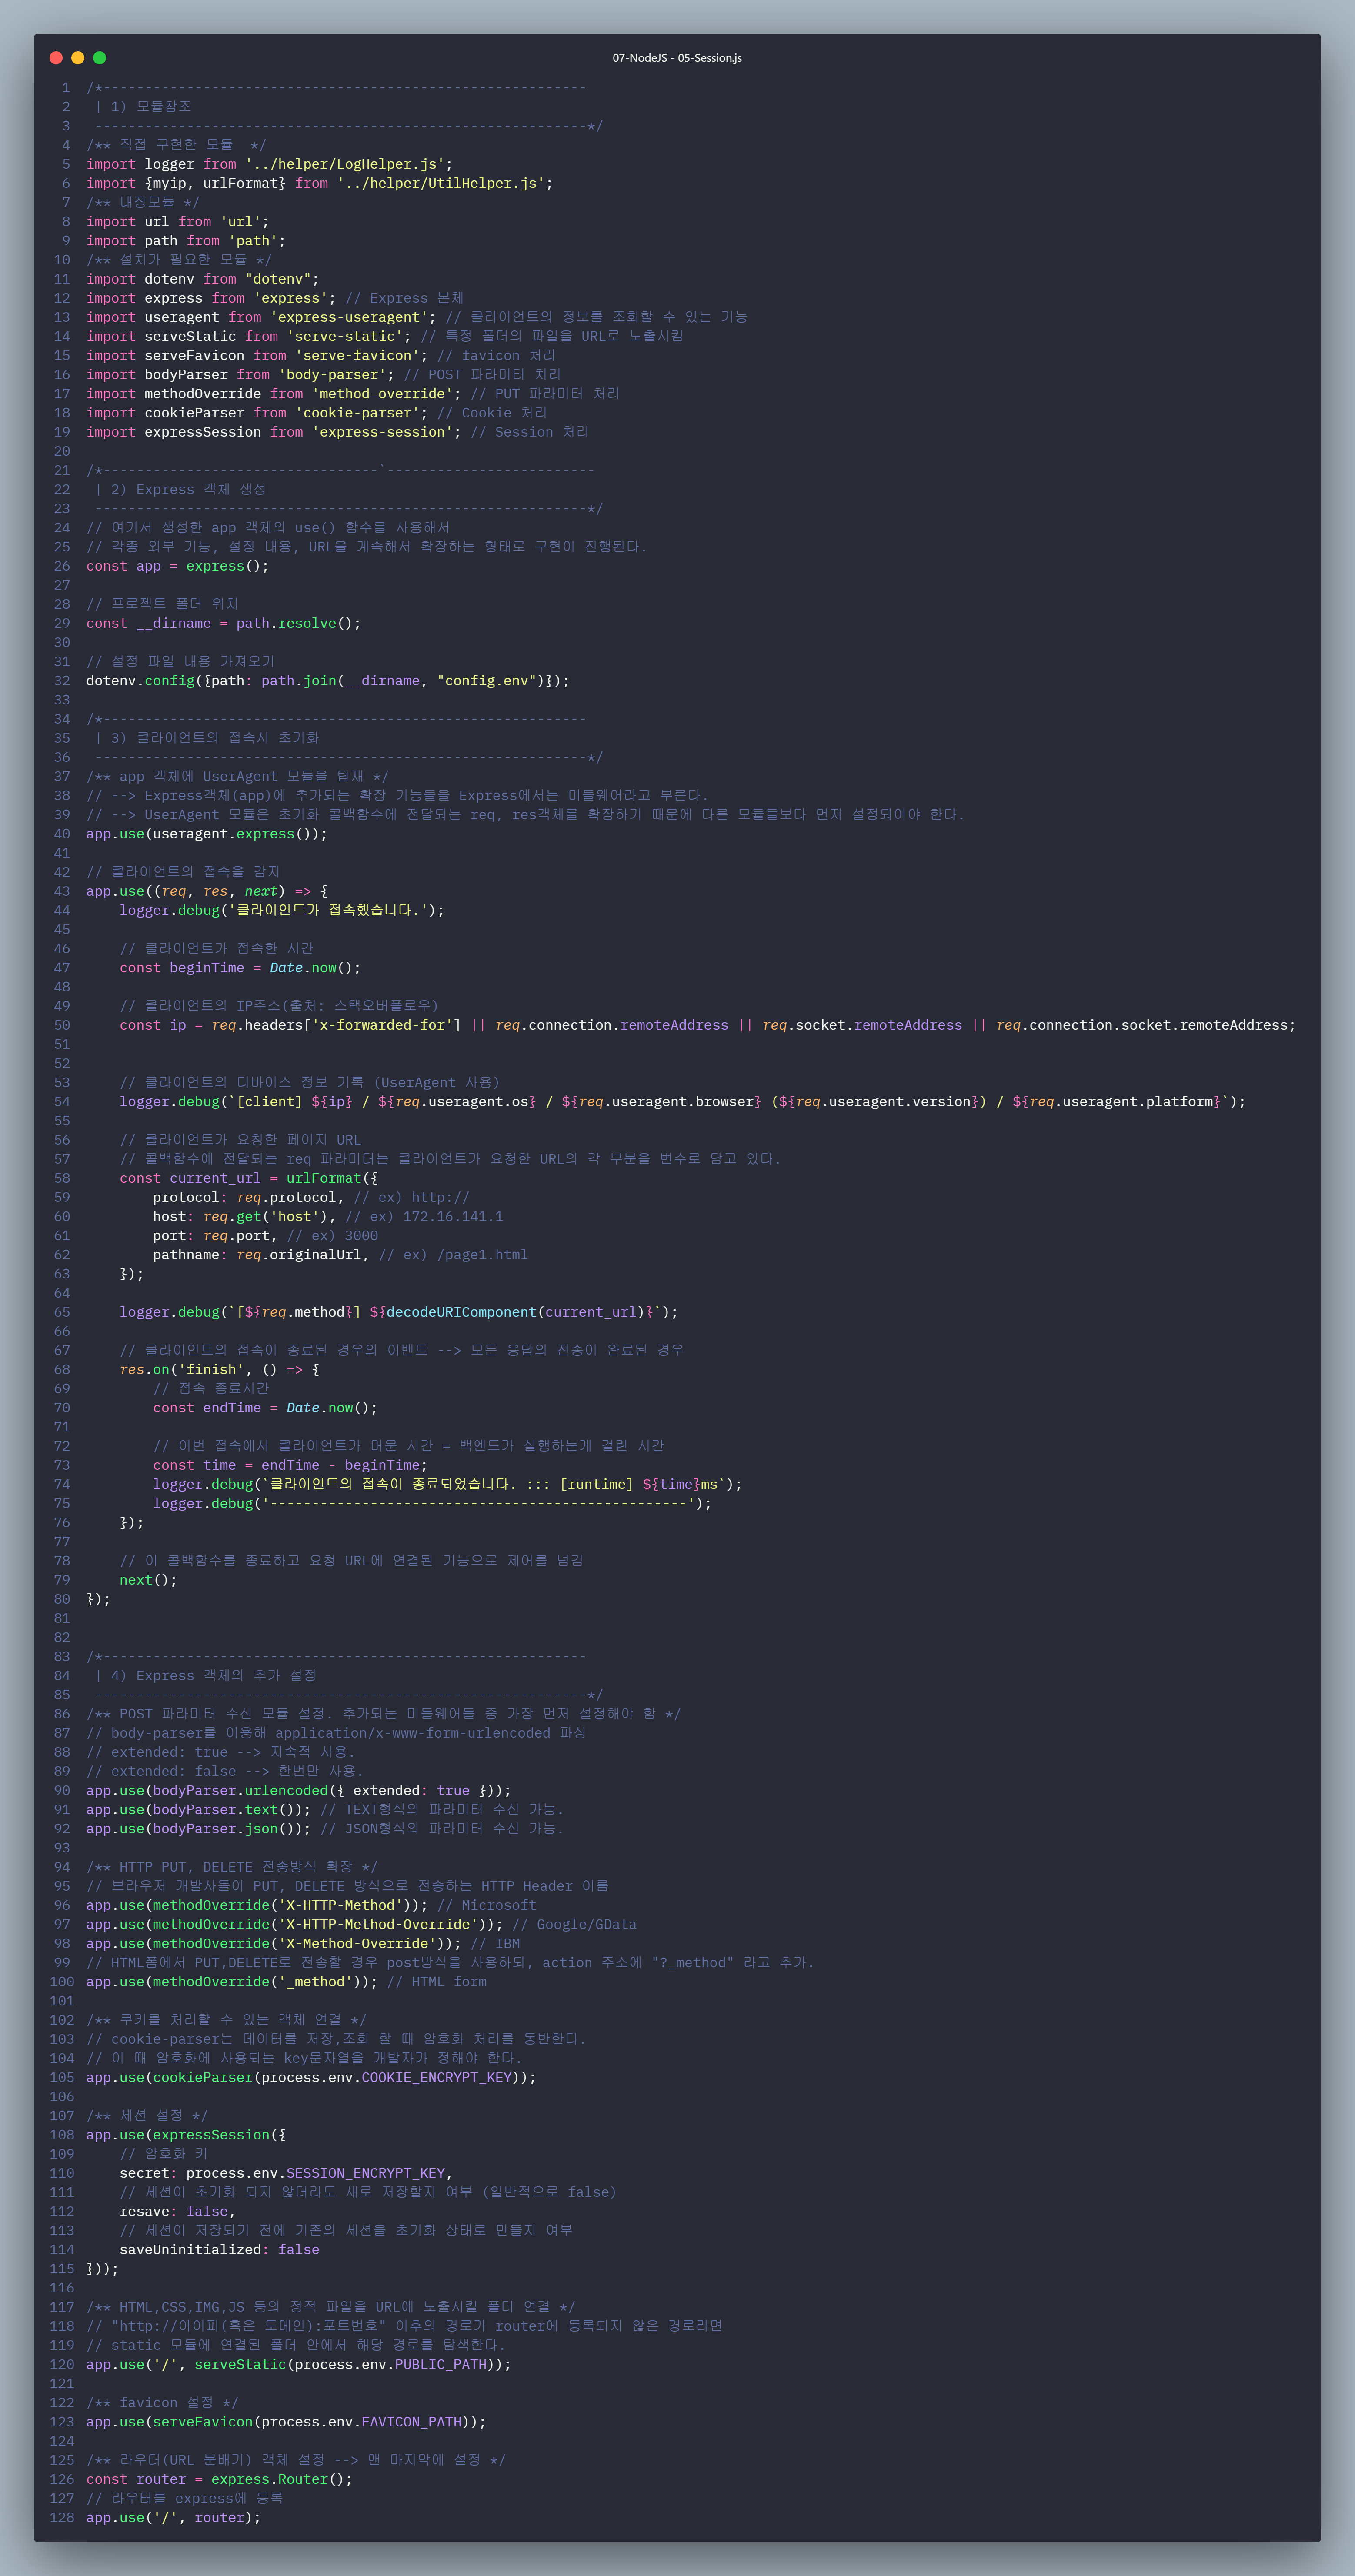 07-NodeJS - 05-Session.js
1 /*----------------------------------------------------------
2  | 1) 모듈참조
3  -----------------------------------------------------------*/
4 /** 직접 구현한 모듈  */
5 import logger from '../helper/LogHelper.js';
6 import {myip, urlFormat} from '../helper/UtilHelper.js';
7 /** 내장모듈 */
8 import url from 'url';
9 import path from 'path';
10 /** 설치가 필요한 모듈 */
11 import dotenv from "dotenv";
12 import express from 'express'; // Express 본체
13 import useragent from 'express-useragent'; // 클라이언트의 정보를 조회할 수 있는 기능
14 import serveStatic from 'serve-static'; // 특정 폴더의 파일을 URL로 노출시킴
15 import serveFavicon from 'serve-favicon'; // favicon 처리
16 import bodyParser from 'body-parser'; // POST 파라미터 처리
17 import methodOverride from 'method-override'; // PUT 파라미터 처리
18 import cookieParser from 'cookie-parser'; // Cookie 처리
19 import expressSession from 'express-session'; // Session 처리
20
21 /*---------------------------------`-------------------------
22  | 2) Express 객체 생성
23  -----------------------------------------------------------*/
24 // 여기서 생성한 app 객체의 use() 함수를 사용해서
25 // 각종 외부 기능, 설정 내용, URL을 계속해서 확장하는 형태로 구현이 진행된다.
26 const app = express();
27
28 // 프로젝트 폴더 위치
29 const __dirname = path.resolve();
30
31 // 설정 파일 내용 가져오기
32 dotenv.config({path: path.join(__dirname, "config.env")});
33
34 /*----------------------------------------------------------
35  | 3) 클라이언트의 접속시 초기화
36  -----------------------------------------------------------*/
37 /** app 객체에 UserAgent 모듈을 탑재 */
38 // --> Express객체(app)에 추가되는 확장 기능들을 Express에서는 미들웨어라고 부른다.
39 // --> UserAgent 모듈은 초기화 콜백함수에 전달되는 req, res객체를 확장하기 때문에 다른 모듈들보다 먼저 설정되어야 한다.
40 app.use(useragent.express());
41
42 // 클라이언트의 접속을 감지
43 app.use((req, res, next) => {
44     logger.debug('클라이언트가 접속했습니다.');
45
46     // 클라이언트가 접속한 시간
47     const beginTime = Date.now();
48
49     // 클라이언트의 IP주소(출처: 스택오버플로우)
50     const ip = req.headers['x-forwarded-for'] || req.connection.remoteAddress || req.socket.remoteAddress || req.connection.socket.remoteAddress;
51
52
53     // 클라이언트의 디바이스 정보 기록 (UserAgent 사용)
54     logger.debug(`[client] ${ip} / ${req.useragent.os} / ${req.useragent.browser} (${req.useragent.version}) / ${req.useragent.platform}`);
55
56     // 클라이언트가 요청한 페이지 URL
57     // 콜백함수에 전달되는 req 파라미터는 클라이언트가 요청한 URL의 각 부분을 변수로 담고 있다.
58     const current_url = urlFormat({
59         protocol: req.protocol, // ex) http://
60         host: req.get('host'), // ex) 172.16.141.1
61         port: req.port, // ex) 3000
62         pathname: req.originalUrl, // ex) /page1.html
63     });
64
65     logger.debug(`[${req.method}] ${decodeURIComponent(current_url)}`);
66
67     // 클라이언트의 접속이 종료된 경우의 이벤트 --> 모든 응답의 전송이 완료된 경우
68     res.on('finish', () => {
69         // 접속 종료시간
70         const endTime = Date.now();
71
72         // 이번 접속에서 클라이언트가 머문 시간 = 백엔드가 실행하는게 걸린 시간
73         const time = endTime - beginTime;
74         logger.debug(`클라이언트의 접속이 종료되었습니다. ::: [runtime] ${time}ms`);
75         logger.debug('--------------------------------------------------');
76     });
77
78     // 이 콜백함수를 종료하고 요청 URL에 연결된 기능으로 제어를 넘김
79     next();
80 });
81
82
83 /*----------------------------------------------------------
84  | 4) Express 객체의 추가 설정
85  -----------------------------------------------------------*/
86 /** POST 파라미터 수신 모듈 설정. 추가되는 미들웨어들 중 가장 먼저 설정해야 함 */
87 // body-parser를 이용해 application/x-www-form-urlencoded 파싱
88 // extended: true --> 지속적 사용.
89 // extended: false --> 한번만 사용.
90 app.use(bodyParser.urlencoded({ extended: true }));
91 app.use(bodyParser.text()); // TEXT형식의 파라미터 수신 가능.
92 app.use(bodyParser.json()); // JSON형식의 파라미터 수신 가능.
93
94 /** HTTP PUT, DELETE 전송방식 확장 */
95 // 브라우저 개발사들이 PUT, DELETE 방식으로 전송하는 HTTP Header 이름
96 app.use(methodOverride('X-HTTP-Method')); // Microsoft
97 app.use(methodOverride('X-HTTP-Method-Override')); // Google/GData
98 app.use(methodOverride('X-Method-Override')); // IBM
99 // HTML폼에서 PUT,DELETE로 전송할 경우 post방식을 사용하되, action 주소에 "?_method" 라고 추가.
100 app.use(methodOverride('_method')); // HTML form
101
102 /** 쿠키를 처리할 수 있는 객체 연결 */
103 // cookie-parser는 데이터를 저장,조회 할 때 암호화 처리를 동반한다.
104 // 이 때 암호화에 사용되는 key문자열을 개발자가 정해야 한다.
105 app.use(cookieParser(process.env.COOKIE_ENCRYPT_KEY));
106
107 /** 세션 설정 */
108 app.use(expressSession({
109     // 암호화 키
110     secret: process.env.SESSION_ENCRYPT_KEY,
111     // 세션이 초기화 되지 않더라도 새로 저장할지 여부 (일반적으로 false)
112     resave: false,
113     // 세션이 저장되기 전에 기존의 세션을 초기화 상태로 만들지 여부
114     saveUninitialized: false
115 }));
116
117 /** HTML,CSS,IMG,JS 등의 정적 파일을 URL에 노출시킬 폴더 연결 */
118 // "http://아이피(혹은 도메인):포트번호" 이후의 경로가 router에 등록되지 않은 경로라면
119 // static 모듈에 연결된 폴더 안에서 해당 경로를 탐색한다.
120 app.use('/', serveStatic(process.env.PUBLIC_PATH));
121
122 /** favicon 설정 */
123 app.use(serveFavicon(process.env.FAVICON_PATH));
124
125 /** 라우터(URL 분배기) 객체 설정 --> 맨 마지막에 설정 */
126 const router = express.Router();
127 // 라우터를 express에 등록
128 app.use('/', router);